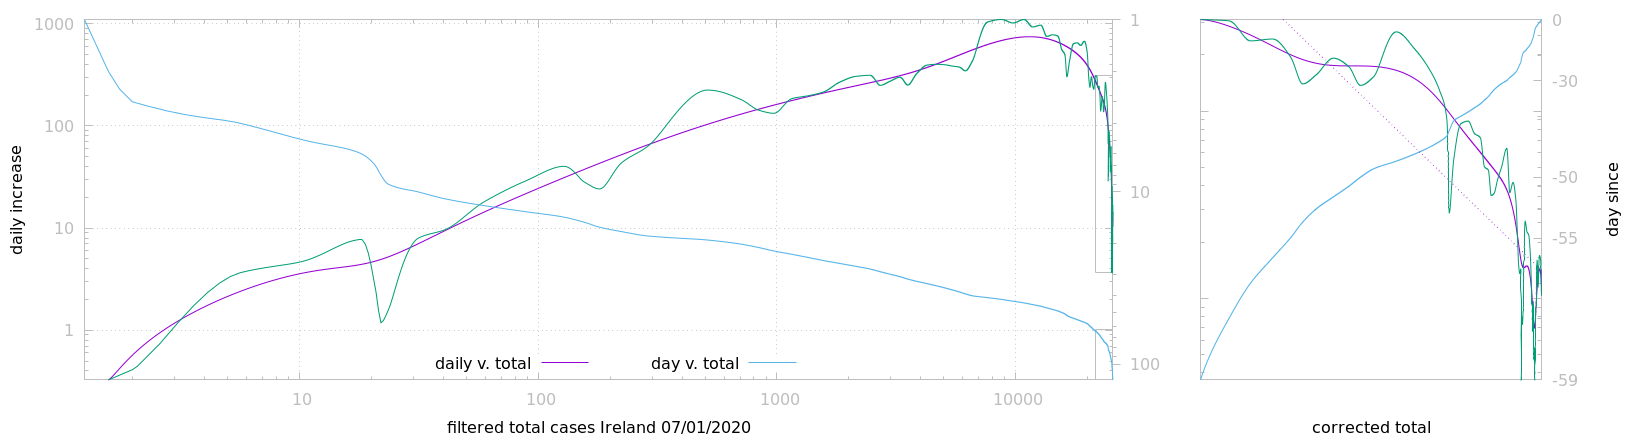 1000
100
10
1
daily increase
10
100
1000
10000
filtered total cases Ireland 07/01/2020
daily v. total
day v. total
1
10
100
0
-30
-50
-55
-59
day since
corrected total